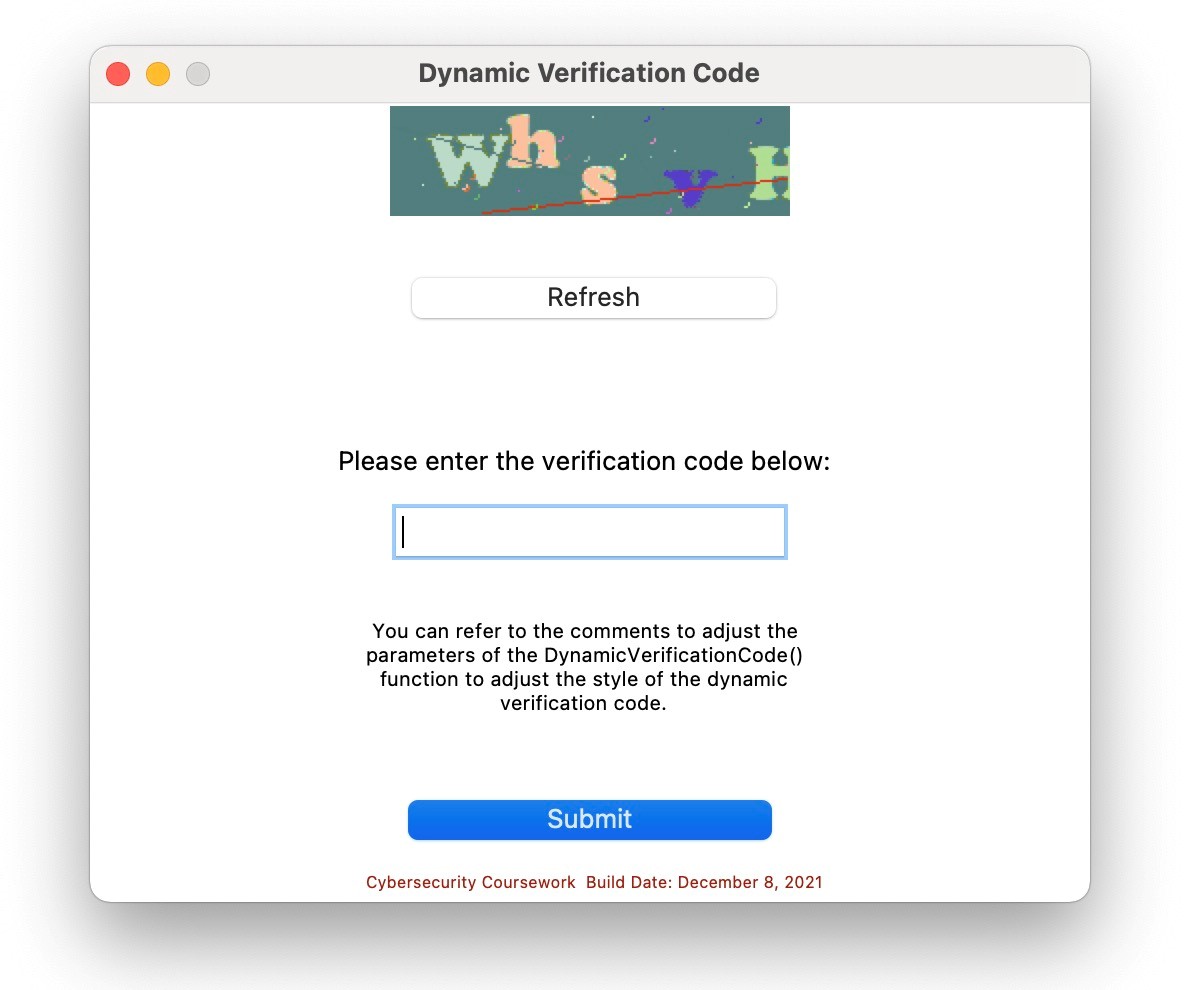 Dynamic Verification Code
WhsvH
Refresh
Please enter the verification code below:
You can refer to the comments to adjust the
parameters of the DynamicVerificationCode()
function to adjust the style of the dynamic
verification code.
Submit
Cybersecurity Coursework Build Date: December 8, 2021